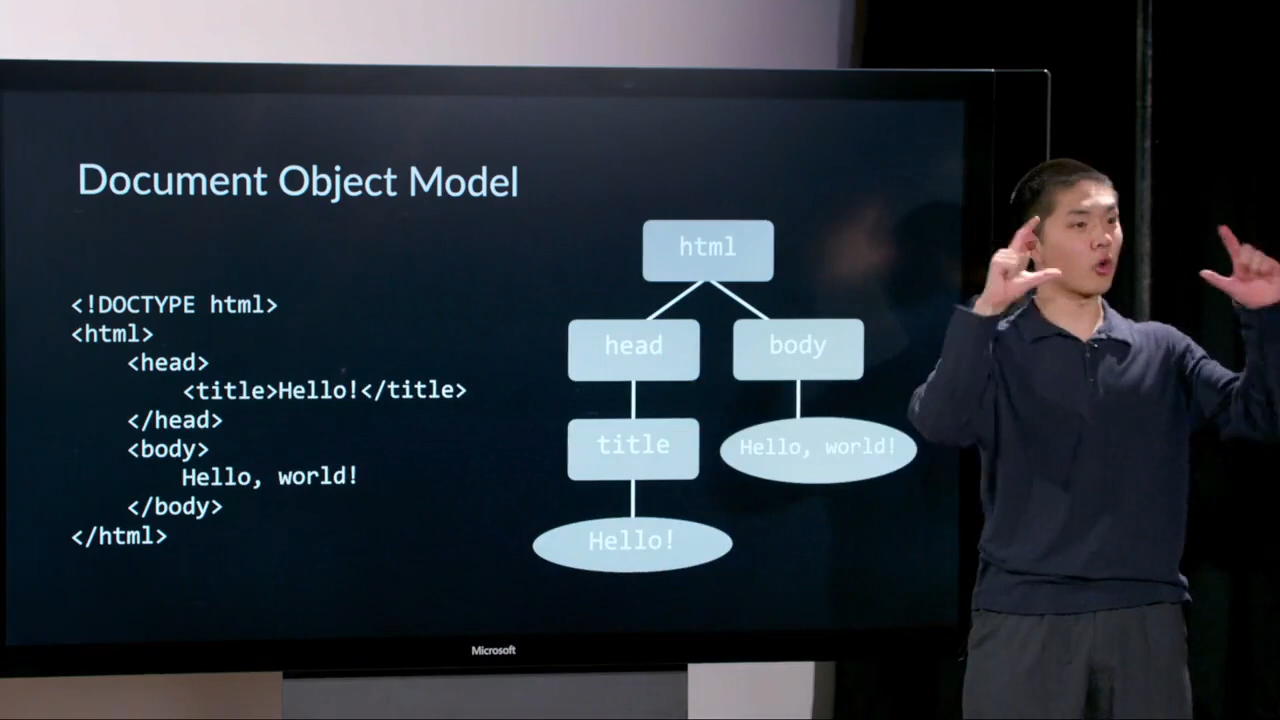 Document Object Model
<!DOCTYPE html>
<html>
    <head>
        <title>Hello!</title>
    </head>
    <body>
        Hello, world!
    </body>
</html>
html
head
body
title
Hello, world!
Hello!
Microsoft